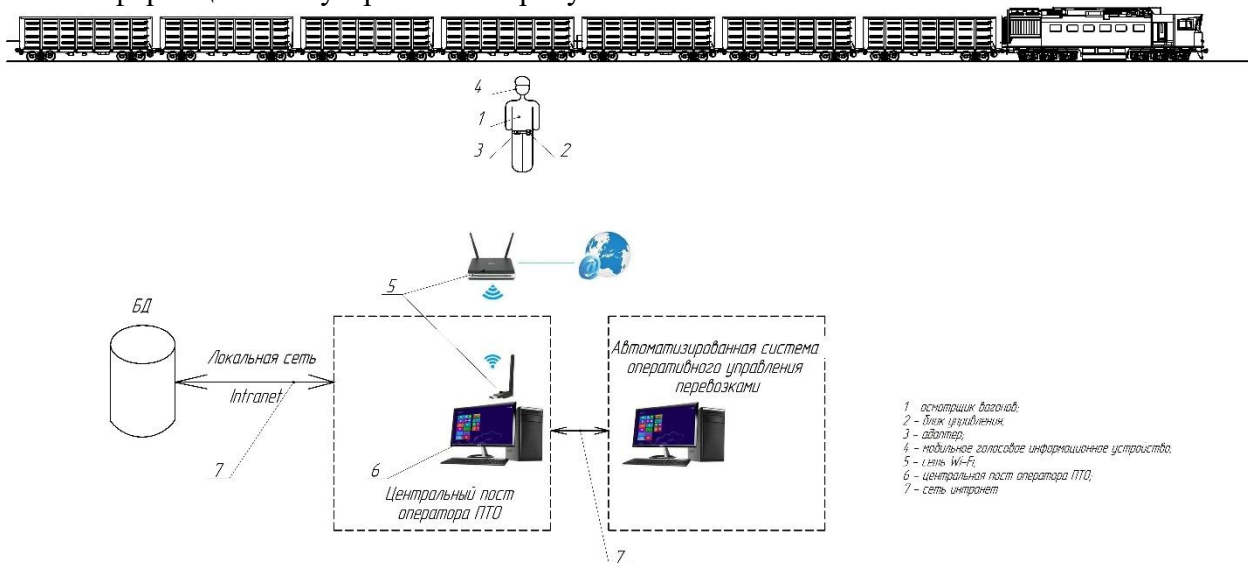 4
1
3
2
5
БД
Локальная сеть
Intranet
7
6
Центральный пост
оператора ПТО
Автоматизированная система
оперативного управления
перевозками
7
1 осмотрщик вагонов;
2 - блок управления;
3 - адаптер;
4 - мобильное голосовое информационное устройство;
5 - сеть Wi-Fi;
6 - центральная пост оператора ПТО;
7 - сеть интранет